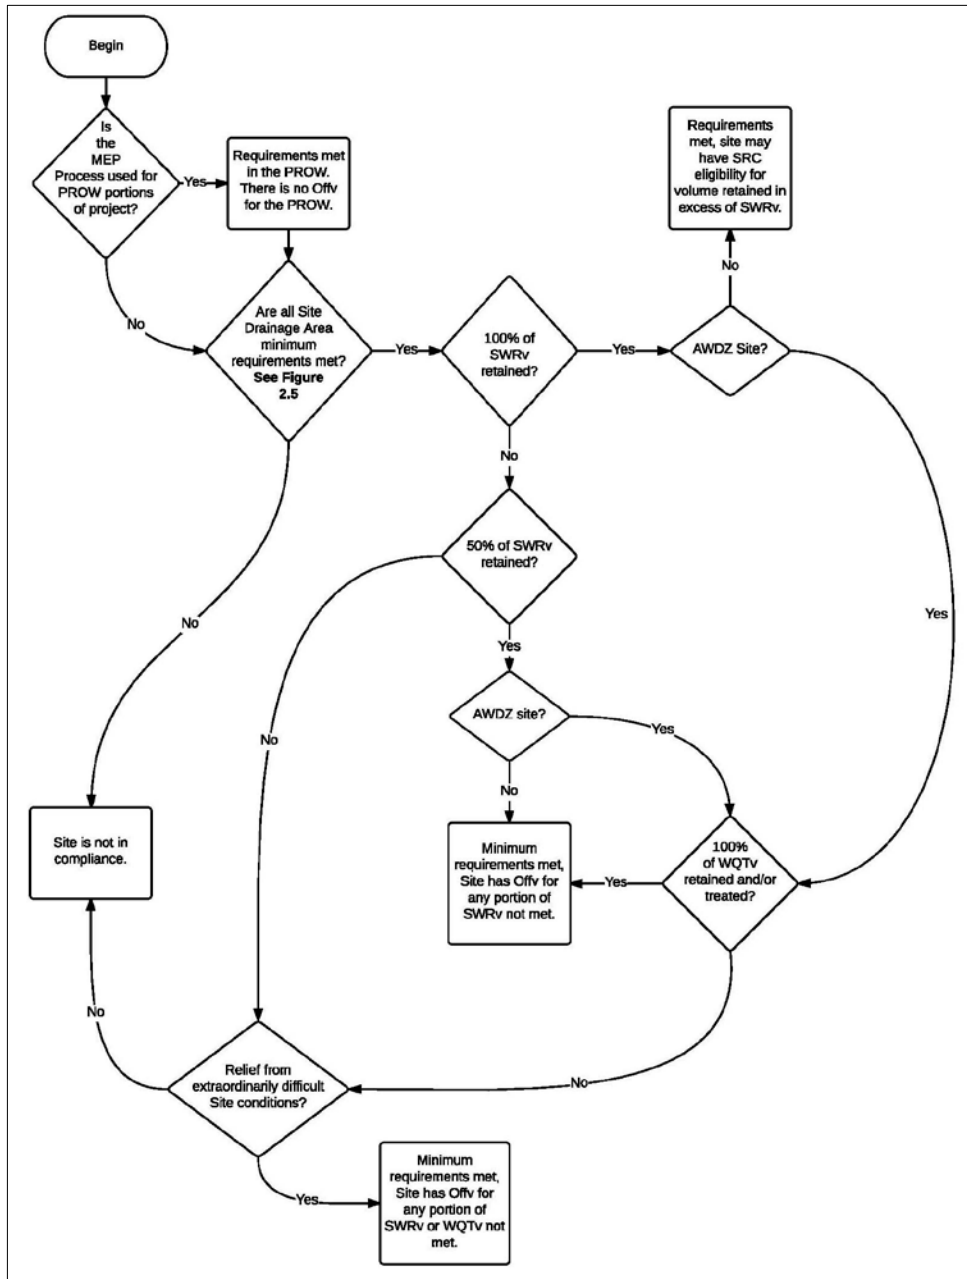 Begin
Is
the
MEP
Process used for
PROW portions
of project?
Yes
Requirements met
in the PROW.
There is no Offv
for the PROW.
No
Are all Site
Drainage Area
minimum
requirements met?
See Figure
2.5
Yes
100% of
SWRv
retained?
Yes
AWDZ Site?
No
Requirements
met, site may
have SRC
eligibility for
volume retained in
excess of SWRv.
Yes
No
50% of SWRv
retained?
Yes
AWDZ site?
Yes
No
Minimum
requirements met,
Site has Offv for
any portion of
SWRv not met.
Yes
100%
of WQTv
retained and/or
treated?
No
No
No
Site is not in
compliance.
No
Relief from
extraordinarily difficult
Site conditions?
Yes
Minimum
requirements met,
Site has Offv for
any portion of
SWRv or WQTv not
met.